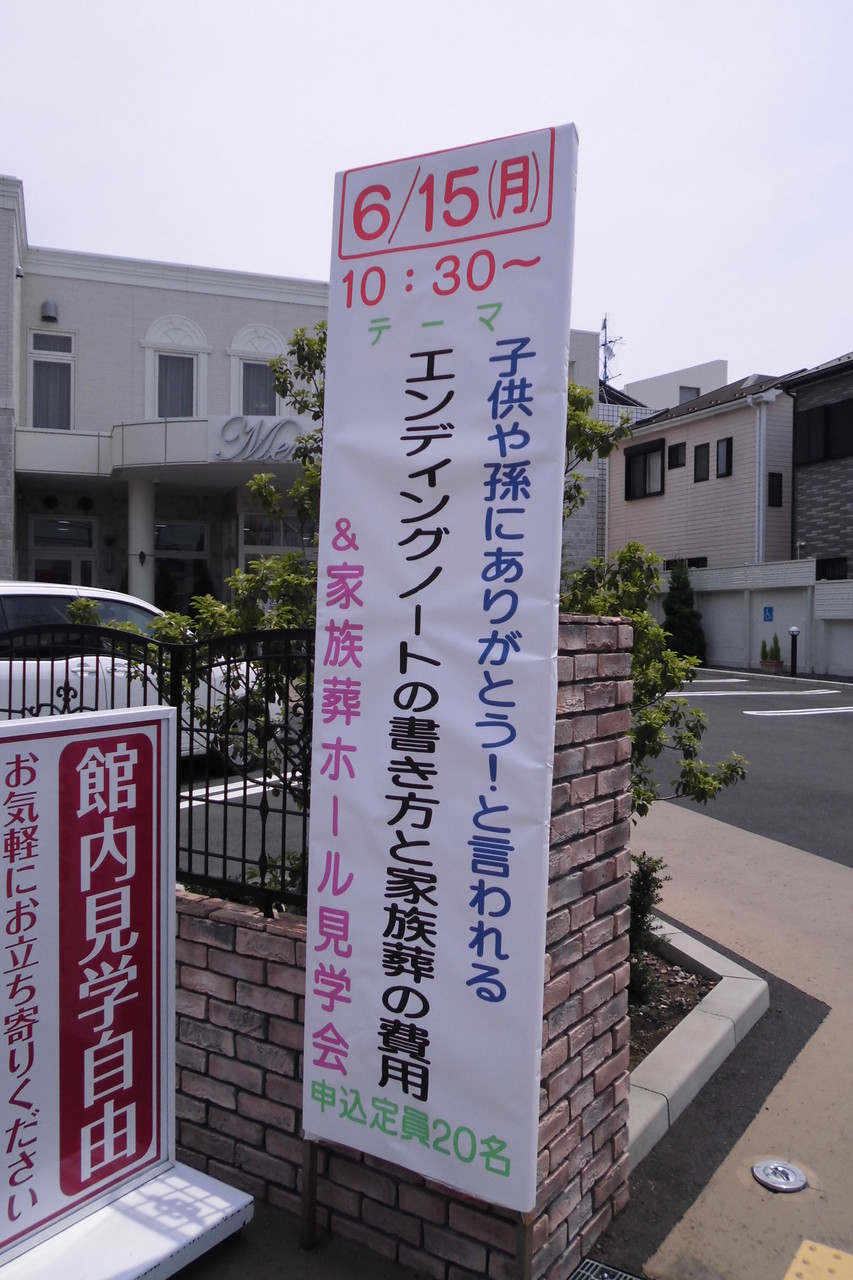 6/15(月)
10:30〜
テーマ
子供や孫にありがとう!と言われる
エンディングノートの書き方と家族葬の費用
&家族葬ホール見学会
申込定員20名
館内見学自由
お気軽にお立ち寄りください